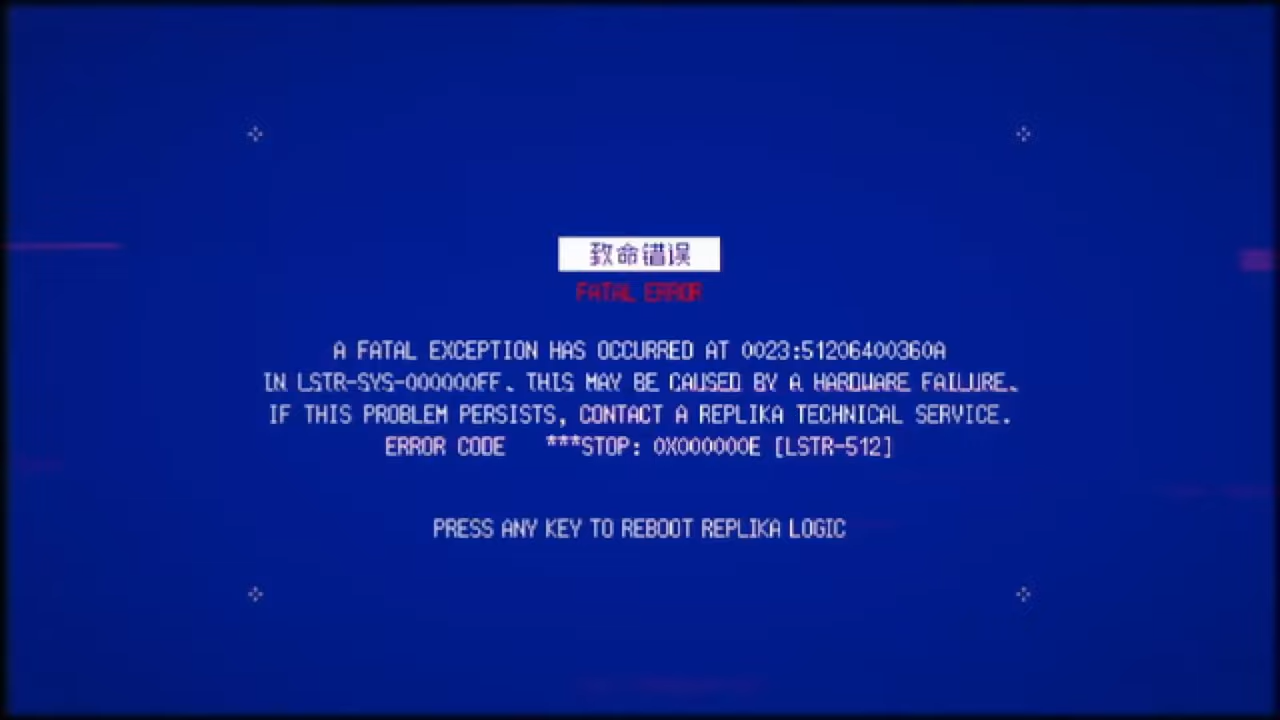 致命错误
FATAL ERROR
A FATAL EXCEPTION HAS OCCURRED AT 0023:51206400360A
IN LSTR-SYS-000000FF. THIS MAY BE CAUSED BY A HARDWARE FAILURE.
IF THIS PROBLEM PERSISTS, CONTACT A REPLIKA TECHNICAL SERVICE.
ERROR CODE ***STOP: 0X000000E [LSTR-512]
PRESS ANY KEY TO REBOOT REPLIKA LOGIC